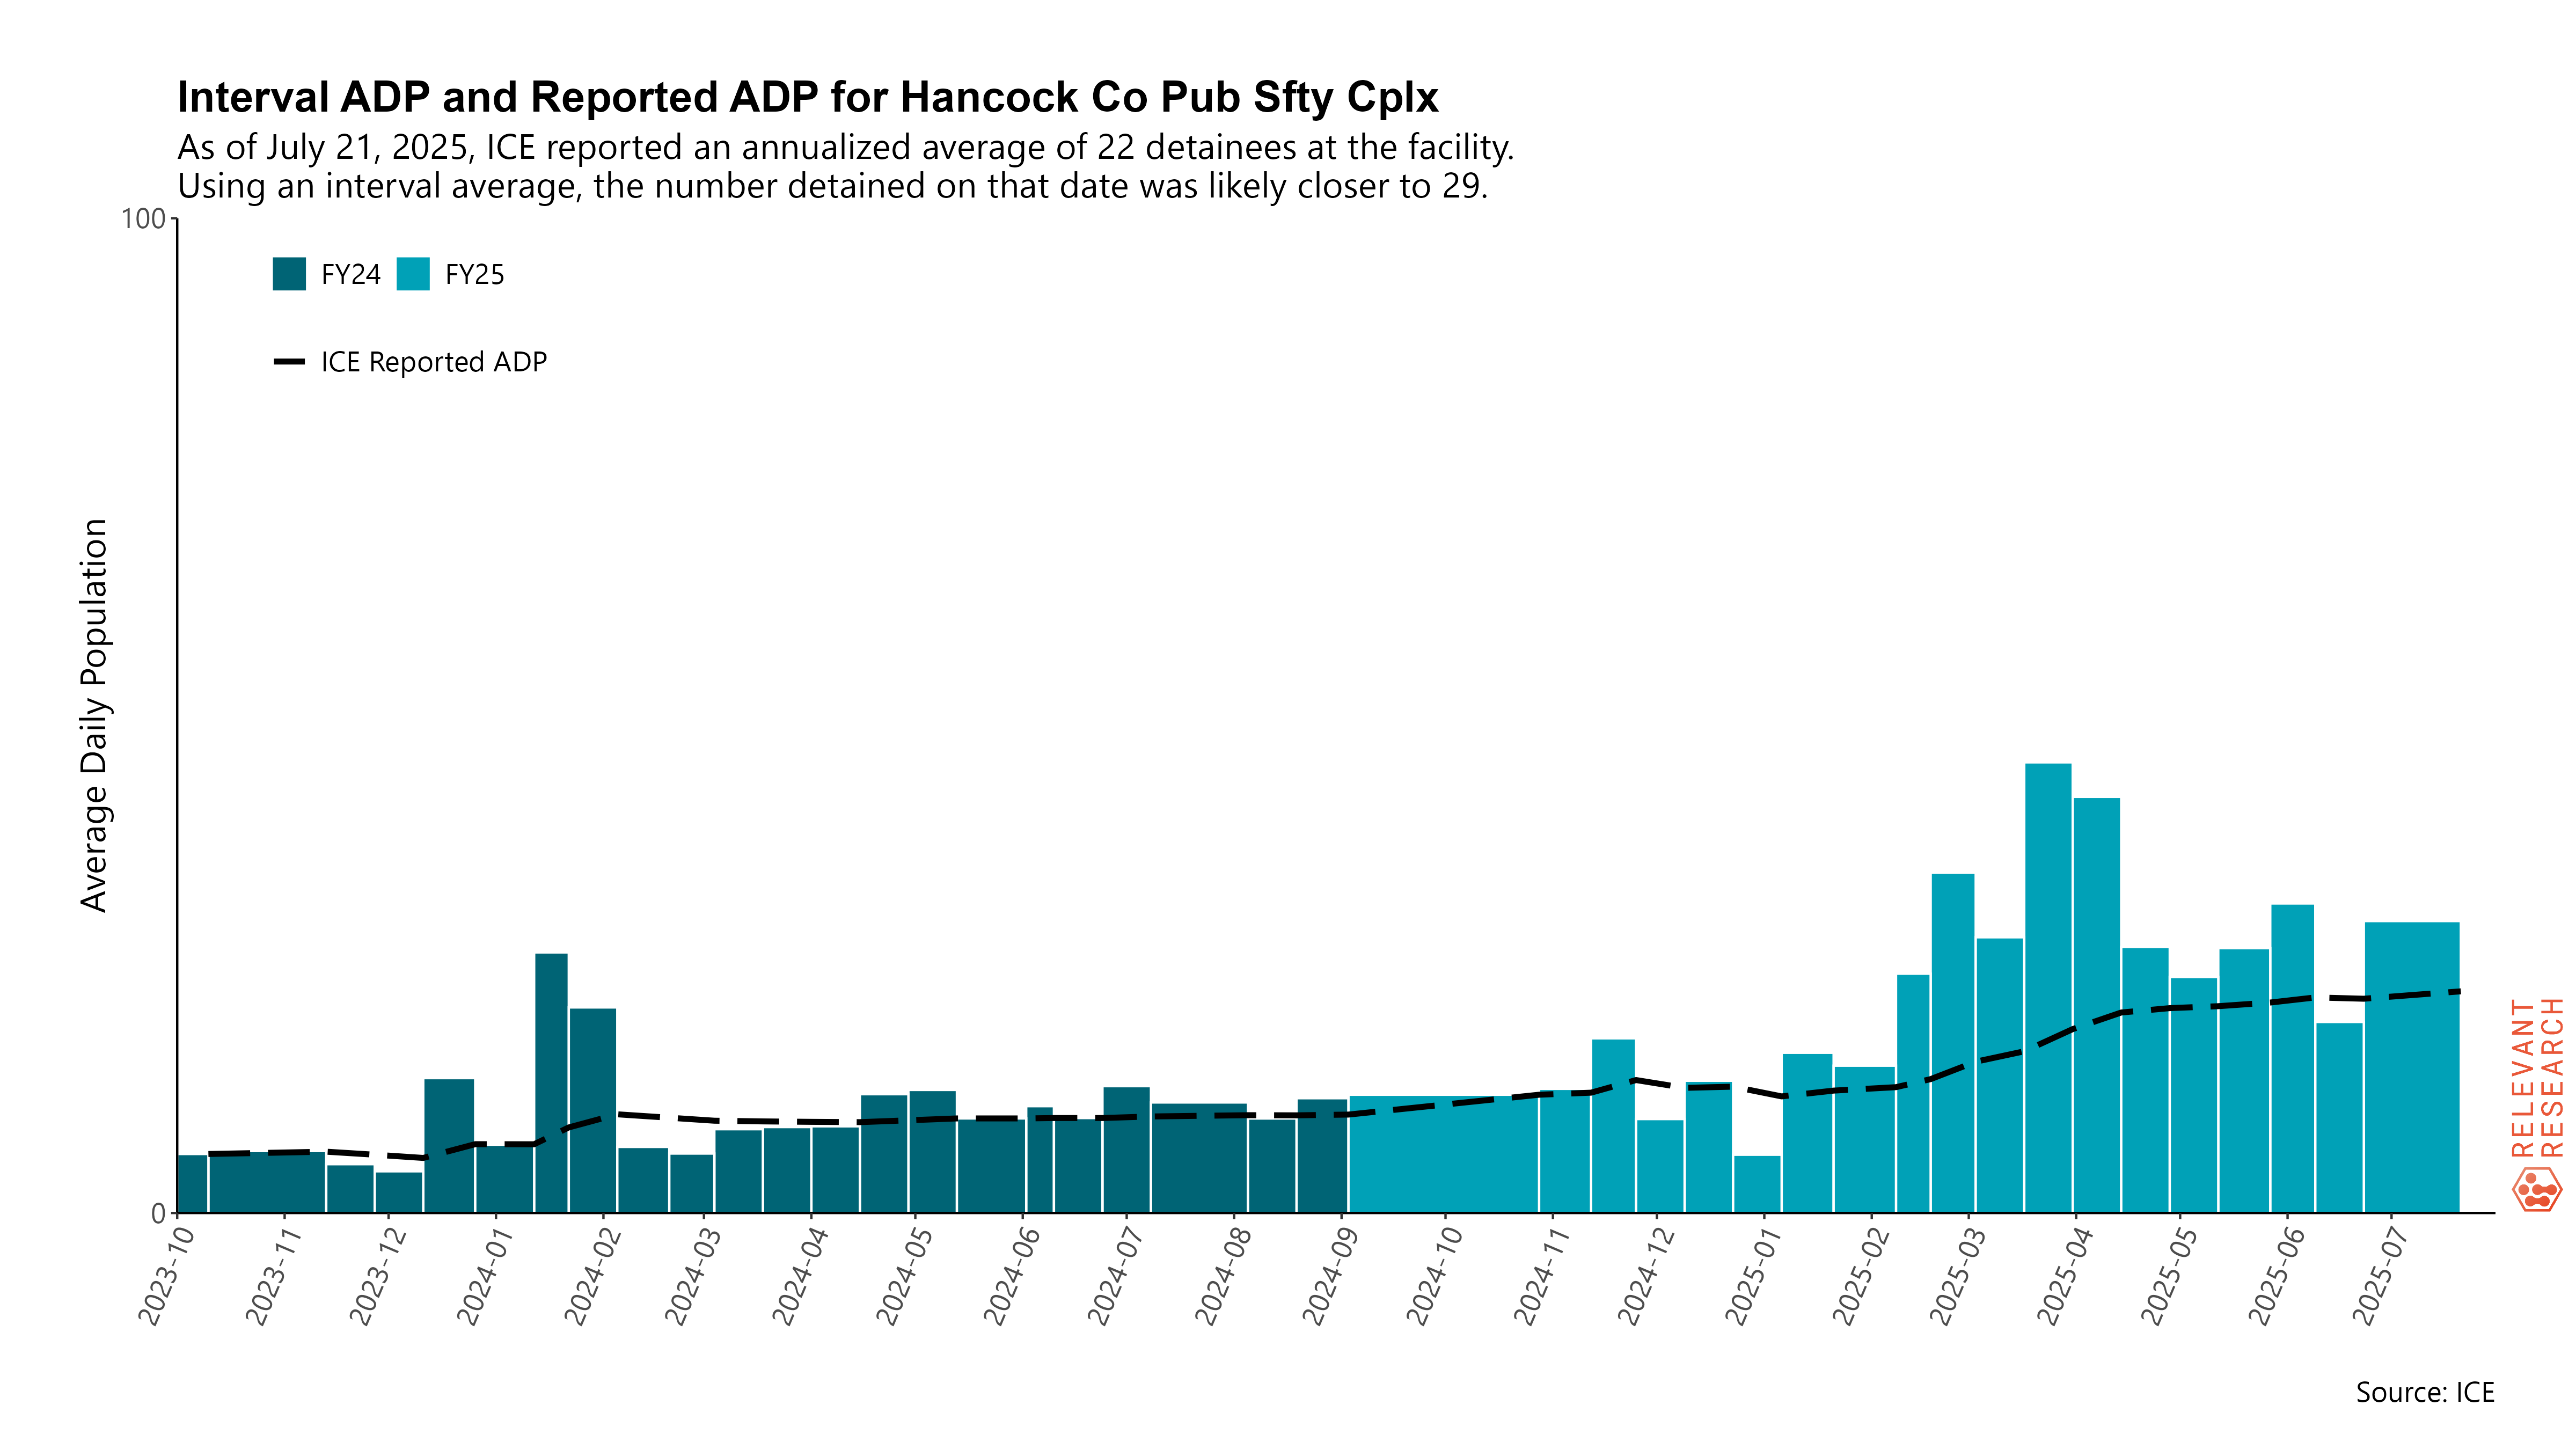 Interval ADP and Reported ADP for Hancock Co Pub Sfty Cplx
As of July 21, 2025, ICE reported an annualized average of 22 detainees at the facility.
Using an interval average, the number detained on that date was likely closer to 29.
100
FY24
FY25
ICE Reported ADP
Average Daily Population
0
2023-10
2023-11
2023-12
2024-01
2024-02
2024-03
2024-04
2024-05
2024-06
2024-07
2024-08
2024-09
2024-10
2024-11
2024-12
2025-01
2025-02
2025-03
2025-04
2025-05
2025-06
2025-07
RELEVANT
RESEARCH
Source: ICE